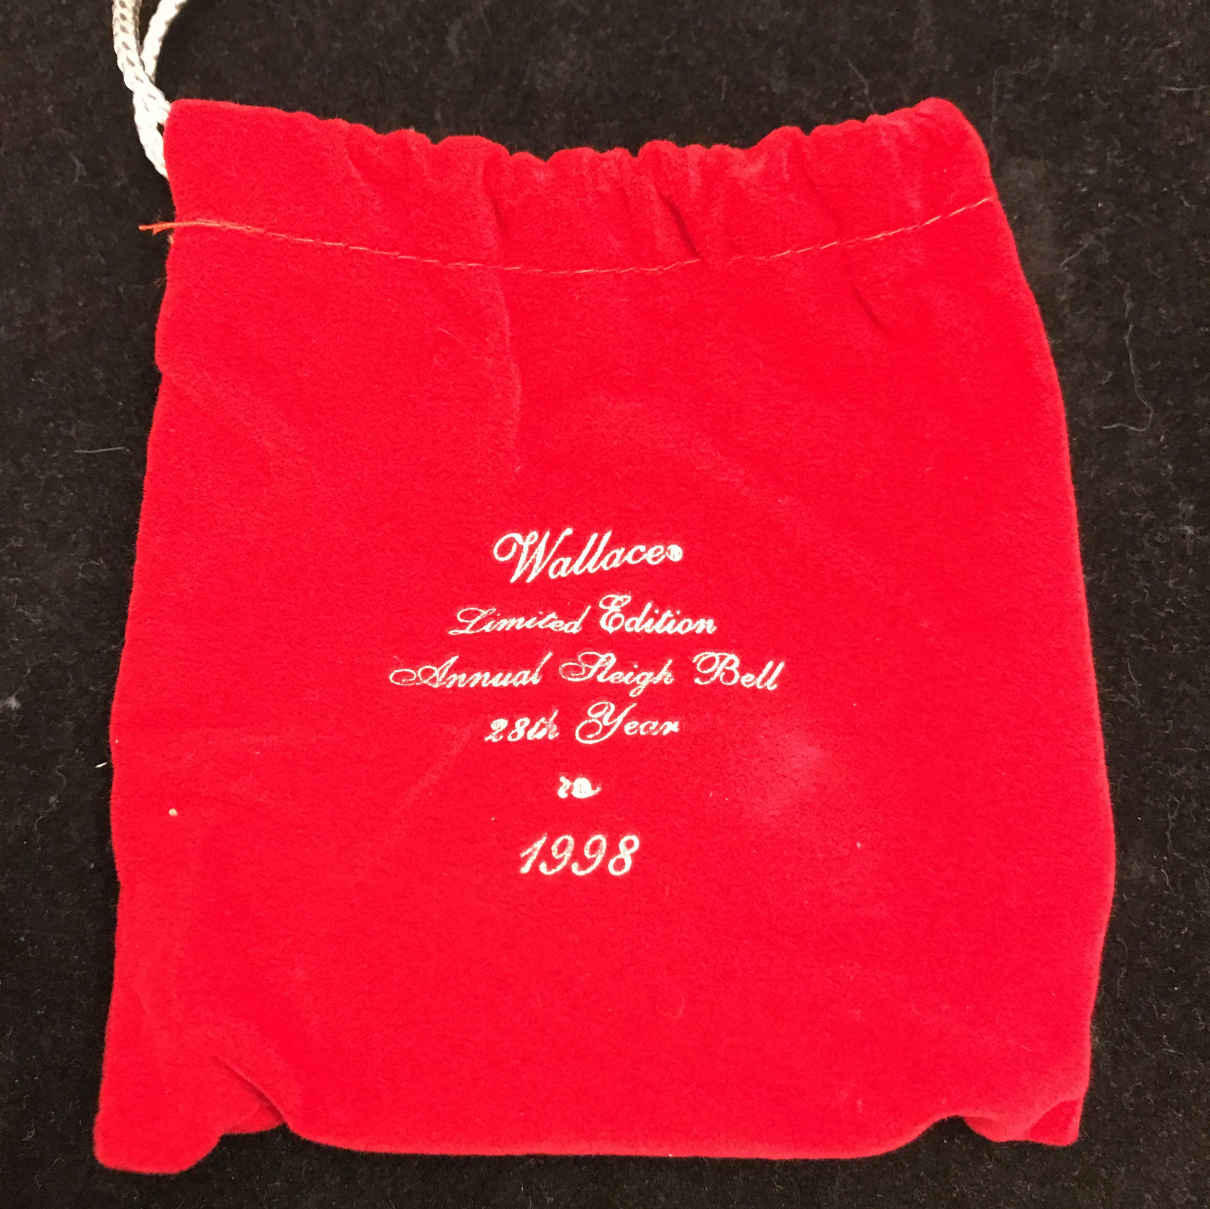 Wallace®
Limited Edition
Annual Sleigh Bell
28th Year
1998